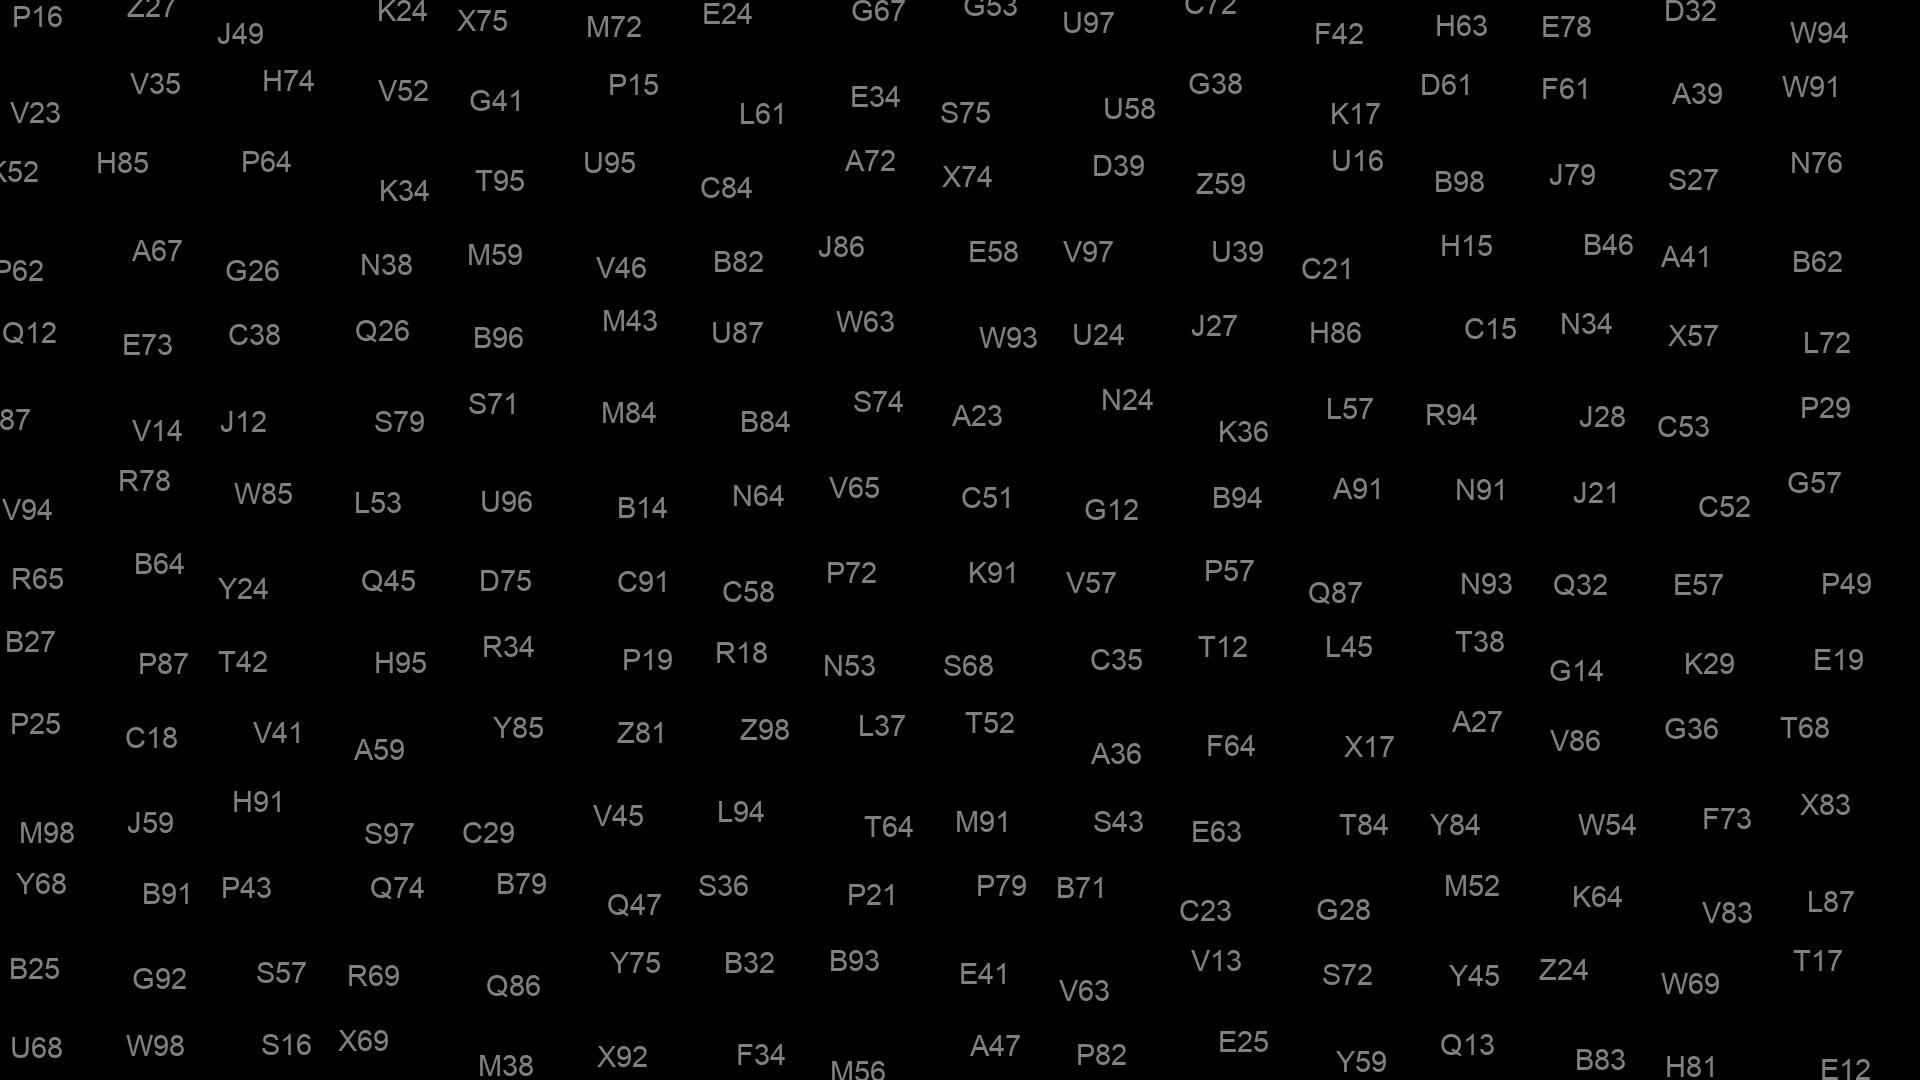 P16 Z27 J49 K24 X75 M72 E24 G67 G53 U97 C72 F42 H63 E78 D32 W94
V23 V35 H74 V52 G41 P15 L61 E34 S75 U58 G38 K17 D61 F61 A39 W91
K52 H85 P64 K34 T95 U95 C84 A72 X74 D39 Z59 U16 B98 J79 S27 N76
P62 A67 G26 N38 M59 V46 B82 J86 E58 V97 U39 C21 H15 B46 A41 B62
Q12 E73 C38 Q26 B96 M43 U87 W63 W93 U24 J27 H86 C15 N34 X57 L72
87 V14 J12 S79 S71 M84 B84 S74 A23 N24 K36 L57 R94 J28 C53 P29
V94 R78 W85 L53 U96 B14 N64 V65 C51 G12 B94 A91 N91 J21 C52 G57
R65 B64 Y24 Q45 D75 C91 C58 P72 K91 V57 P57 Q87 N93 Q32 E57 P49
B27 P87 T42 H95 R34 P19 R18 N53 S68 C35 T12 L45 T38 G14 K29 E19
P25 C18 V41 A59 Y85 Z81 Z98 L37 T52 A36 F64 X17 A27 V86 G36 T68
M98 J59 H91 S97 C29 V45 L94 T64 M91 S43 E63 T84 Y84 W54 F73 X83
Y68 B91 P43 Q74 B79 Q47 S36 P21 P79 B71 C23 G28 M52 K64 V83 L87
B25 G92 S57 R69 Q86 Y75 B32 B93 E41 V63 V13 S72 Y45 Z24 W69 T17
U68 W98 S16 X69 M38 X92 F34 M56 A47 P82 E25 Y59 Q13 B83 H81 E12